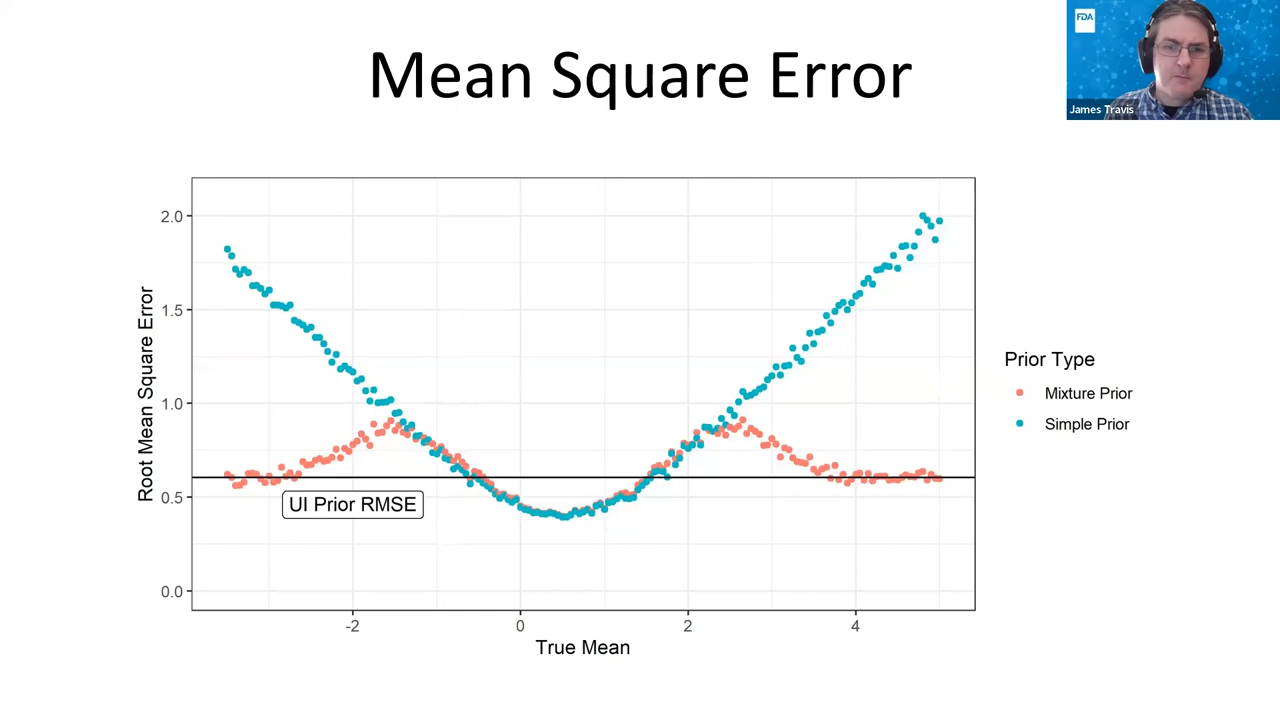 Mean Square Error
FDA
James Travis
Root Mean Square Error
2.0
1.5
1.0
0.5
0.0
UI Prior RMSE
-2
0
2
4
True Mean
Prior Type
Mixture Prior
Simple Prior